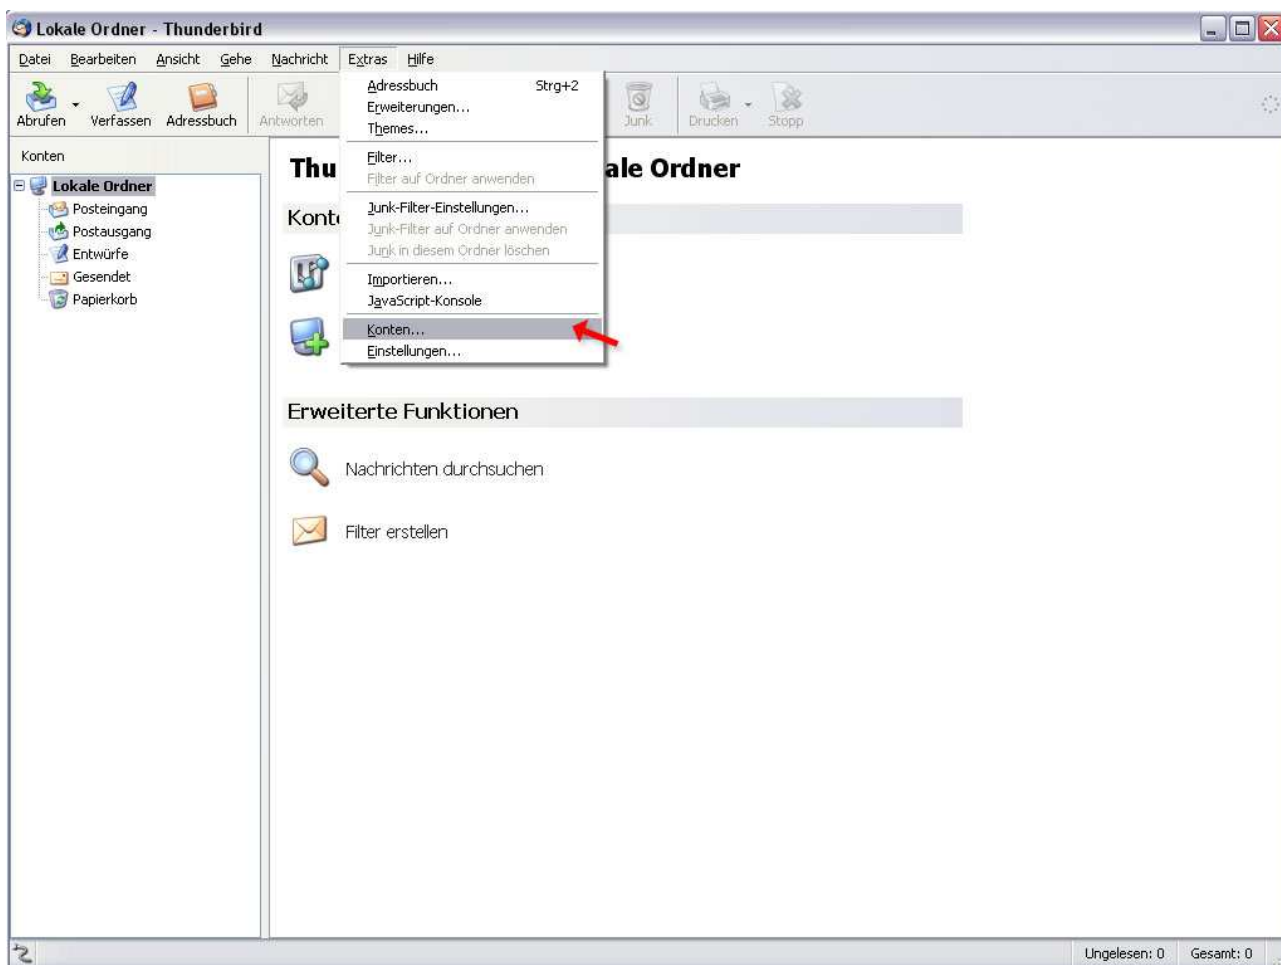 Lokale Ordner - Thunderbird
Datei Bearbeiten Ansicht Gehe Nachricht Extras Hilfe
Abrufen Verfassen Adressbuch Antworten Junk Drucken Stopp
Adressbuch Strg+2
Erweiterungen...
Themes...
Filter...
Filter auf Ordner anwenden
Junk-Filter-Einstellungen...
Junk-Filter auf Ordner anwenden
Junk in diesem Ordner löschen
Importieren...
JavaScript-Konsole
Konten...
Einstellungen...
Konten
Lokale Ordner
Posteingang
Postausgang
Entwürfe
Gesendet
Papierkorb
Thu ale Ordner
Kont
Erweiterte Funktionen
Nachrichten durchsuchen
Filter erstellen
Ungelesen: 0 Gesamt: 0